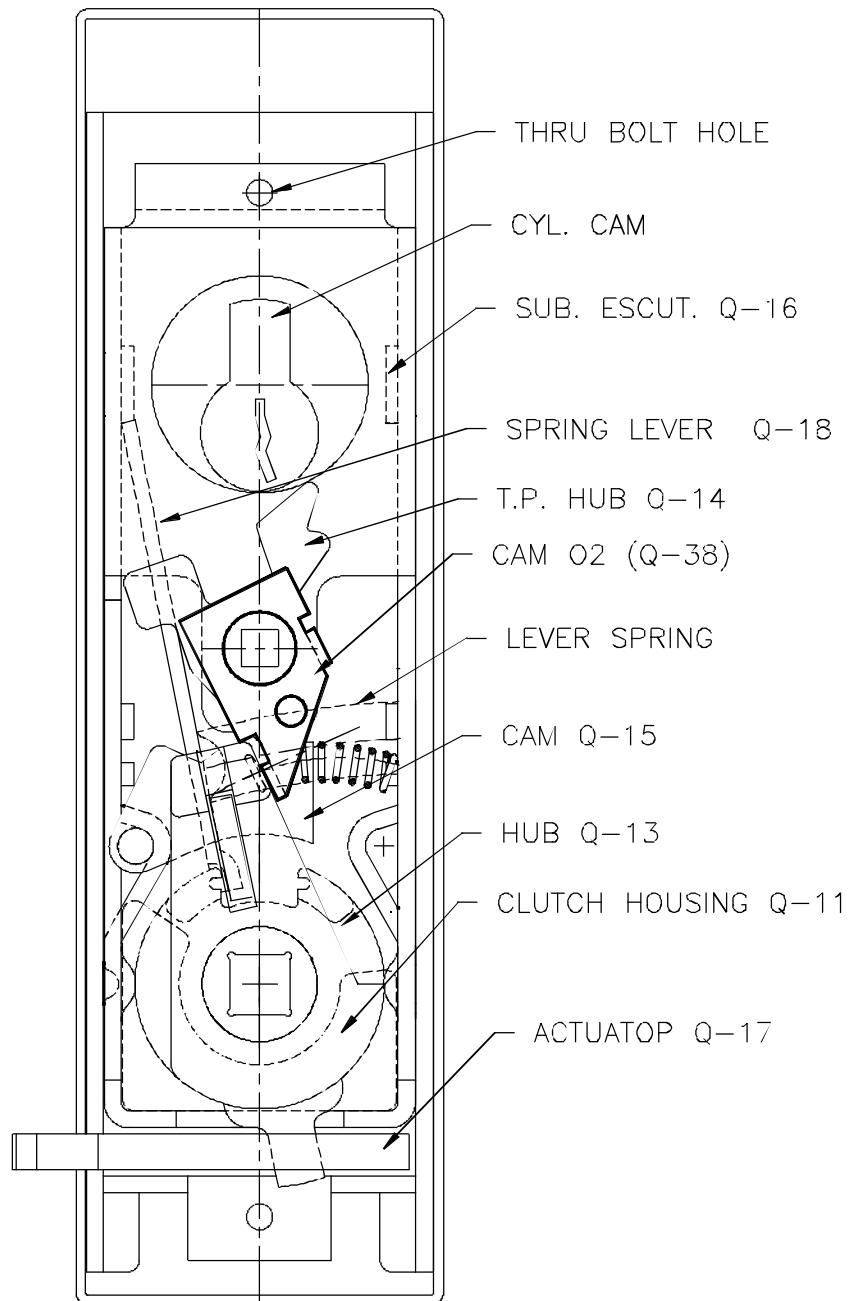 THRU BOLT HOLE
CYL. CAM
SUB. ESCUT. Q-16
SPRING LEVER Q-18
T.P. HUB Q-14
CAM O2 (Q-38)
LEVER SPRING
CAM Q-15
HUB Q-13
CLUTCH HOUSING Q-11
ACTUATOP Q-17